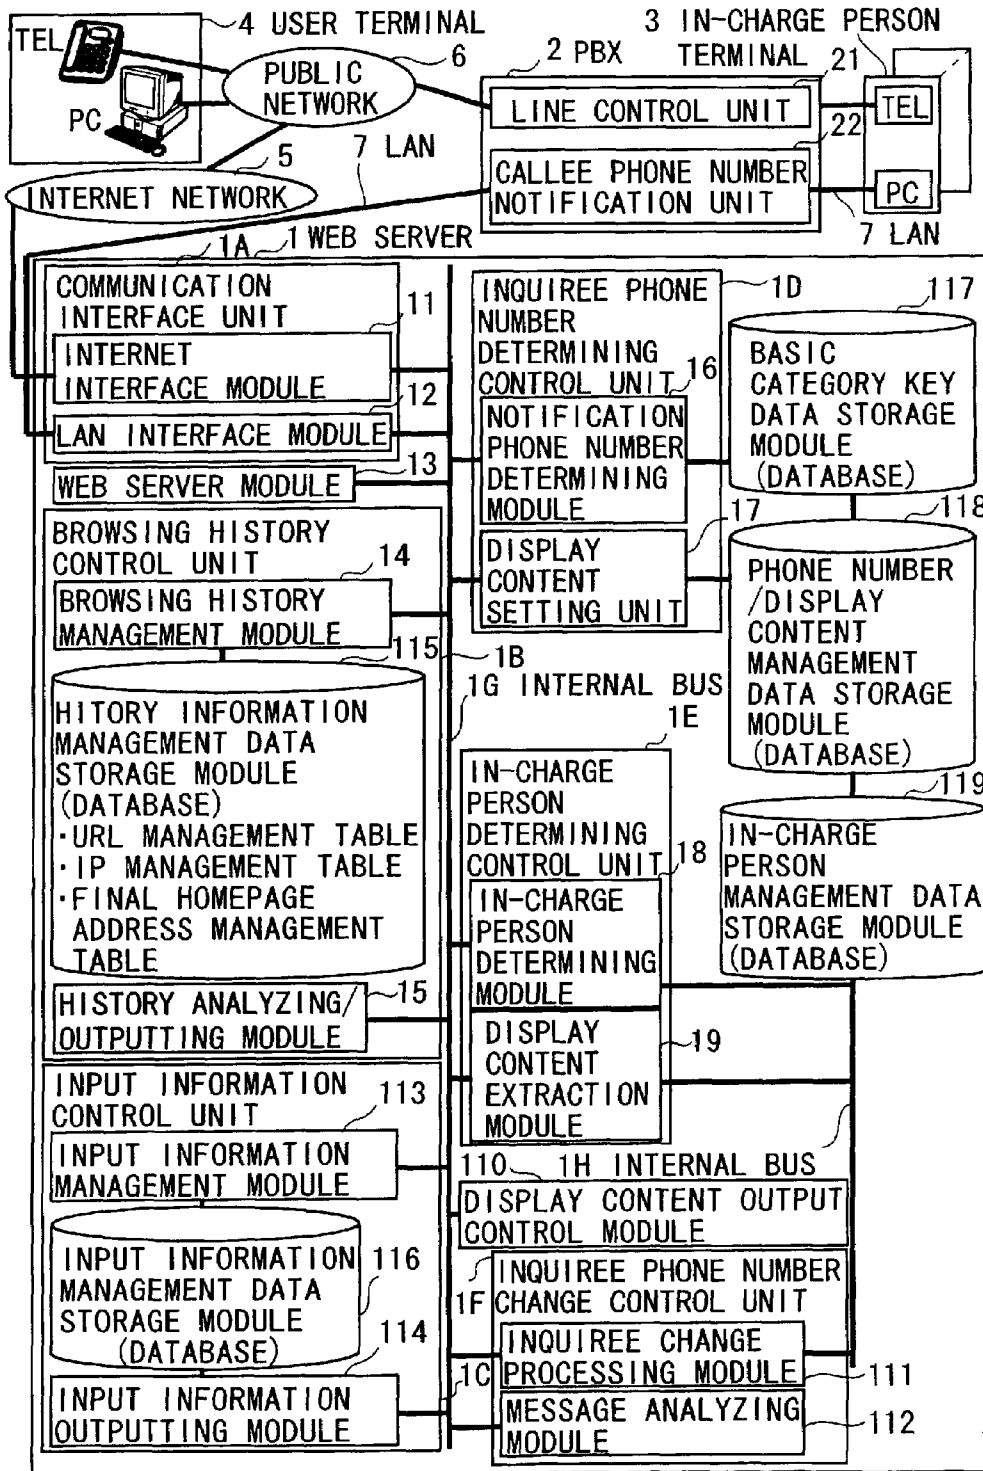 4 USER TERMINAL
TEL
PC
6
PUBLIC
NETWORK
2 PBX
21
LINE CONTROL UNIT
22
CALLEE PHONE NUMBER
NOTIFICATION UNIT
3 IN-CHARGE PERSON
TERMINAL
TEL
PC
7 LAN
7 LAN
5
INTERNET NETWORK
1 WEB SERVER
1A
COMMUNICATION
INTERFACE UNIT
11
INTERNET
INTERFACE MODULE
12
LAN INTERFACE MODULE
13
WEB SERVER MODULE
BROWSING HISTORY
CONTROL UNIT
14
BROWSING HISTORY
MANAGEMENT MODULE
115
1B
HITORY INFORMATION
MANAGEMENT DATA
STORAGE MODULE
(DATABASE)
·URL MANAGEMENT TABLE
·IP MANAGEMENT TABLE
·FINAL HOMEPAGE
ADDRESS MANAGEMENT
TABLE
15
HISTORY ANALYZING/
OUTPUTTING MODULE
INPUT INFORMATION
CONTROL UNIT
113
INPUT INFORMATION
MANAGEMENT MODULE
INPUT INFORMATION
MANAGEMENT DATA
STORAGE MODULE
(DATABASE)
116
114
1C
INPUT INFORMATION
OUTPUTTING MODULE
INQUIREE PHONE
NUMBER
DETERMINING
CONTROL UNIT
1D
16
NOTIFICATION
PHONE NUMBER
DETERMINING
MODULE
17
DISPLAY
CONTENT
SETTING UNIT
117
BASIC
CATEGORY KEY
DATA STORAGE
MODULE
(DATABASE)
118
PHONE NUMBER
/DISPLAY
CONTENT
MANAGEMENT
DATA STORAGE
MODULE
(DATABASE)
119
IN-CHARGE
PERSON
MANAGEMENT DATA
STORAGE MODULE
(DATABASE)
1G INTERNAL BUS
1E
IN-CHARGE
PERSON
DETERMINING
CONTROL UNIT
18
IN-CHARGE
PERSON
DETERMINING
MODULE
19
DISPLAY
CONTENT
EXTRACTION
MODULE
110
1H INTERNAL BUS
DISPLAY CONTENT OUTPUT
CONTROL MODULE
1F
INQUIREE PHONE NUMBER
CHANGE CONTROL UNIT
INQUIREE CHANGE
PROCESSING MODULE
111
MESSAGE ANALYZING
MODULE
112